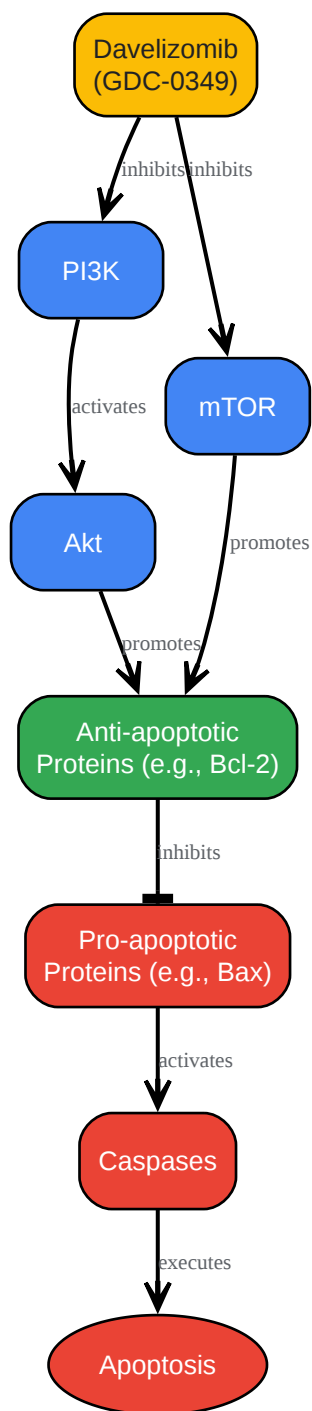 Davelizomib
(GDC-0349)
inhibits
inhibits
PI3K
activates
mTOR
Akt
promotes
promotes
Anti-apoptotic
Proteins (e.g., Bcl-2)
inhibits
Pro-apoptotic
Proteins (e.g., Bax)
activates
Caspases
executes
Apoptosis